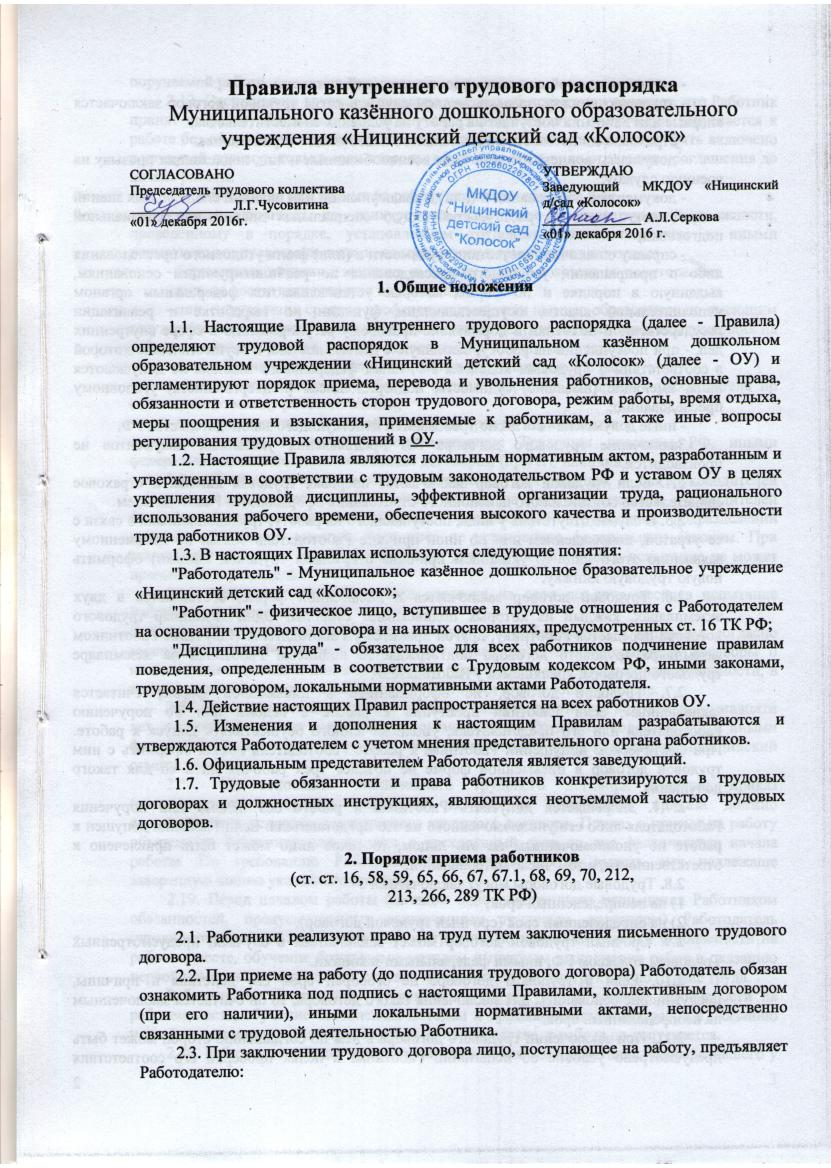 Правила внутреннего трудового распорядка
Муниципального казённого дошкольного образовательного
учреждения «Ницинский детский сад «Колосок»
СОГЛАСОВАНО
Председатель трудового коллектива
Л.Г.Чусовитина
«01» декабря 2016г.
МКДОУ
"Ницинский
детский сад
"Колосок"
УТВЕРЖДАЮ
Заведующий МКДОУ «Ницинский
д/сад «Колосок»
А.Л.Серкова
«01» декабря 2016 г.
1. Общие положения
1.1. Настоящие Правила внутреннего трудового распорядка (далее - Правила)
определяют трудовой распорядок в Муниципальном казённом дошкольном
образовательном учреждении «Ницинский детский сад «Колосок» (далее - ОУ) и
регламентируют порядок приема, перевода и увольнения работников, основные права,
обязанности и ответственность сторон трудового договора, режим работы, время отдыха,
меры поощрения и взыскания, применяемые к работникам, а также иные вопросы
регулирования трудовых отношений в ОУ.
1.2. Настоящие Правила являются локальным нормативным актом, разработанным и
утвержденным в соответствии с трудовым законодательством РФ и уставом ОУ в целях
укрепления трудовой дисциплины, эффективной организации труда, рационального
использования рабочего времени, обеспечения высокого качества и производительности
труда работников ОУ.
1.3. В настоящих Правилах используются следующие понятия:
"Работодатель" - Муниципальное казённое дошкольное бразовательное учреждение
«Ницинский детский сад «Колосок»;
"Работник" - физическое лицо, вступившее в трудовые отношения с Работодателем
на основании трудового договора и на иных основаниях, предусмотренных ст. 16 ТК РФ;
"Дисциплина труда" - обязательное для всех работников подчинение правилам
поведения, определенным в соответствии с Трудовым кодексом РФ, иными законами,
трудовым договором, локальными нормативными актами Работодателя.
1.4. Действие настоящих Правил распространяется на всех работников ОУ.
1.5. Изменения и дополнения к настоящим Правилам разрабатываются и
утверждаются Работодателем с учетом мнения представительного органа работников.
1.6. Официальным представителем Работодателя является заведующий.
1.7. Трудовые обязанности и права работников конкретизируются в трудовых
договорах и должностных инструкциях, являющихся неотъемлемой частью трудовых
договоров.
2. Порядок приема работников
(ст. ст. 16, 58, 59, 65, 66, 67, 67.1, 68, 69, 70, 212,
213, 266, 289 ТК РФ)
2.1. Работники реализуют право на труд путем заключения письменного трудового
договора.
2.2. При приеме на работу (до подписания трудового договора) Работодатель обязан
ознакомить Работника под подпись с настоящими Правилами, коллективным договором
(при его наличии), иными локальными нормативными актами, непосредственно
связанными с трудовой деятельностью Работника.
2.3. При заключении трудового договора лицо, поступающее на работу, предъявляет
Работодателю: